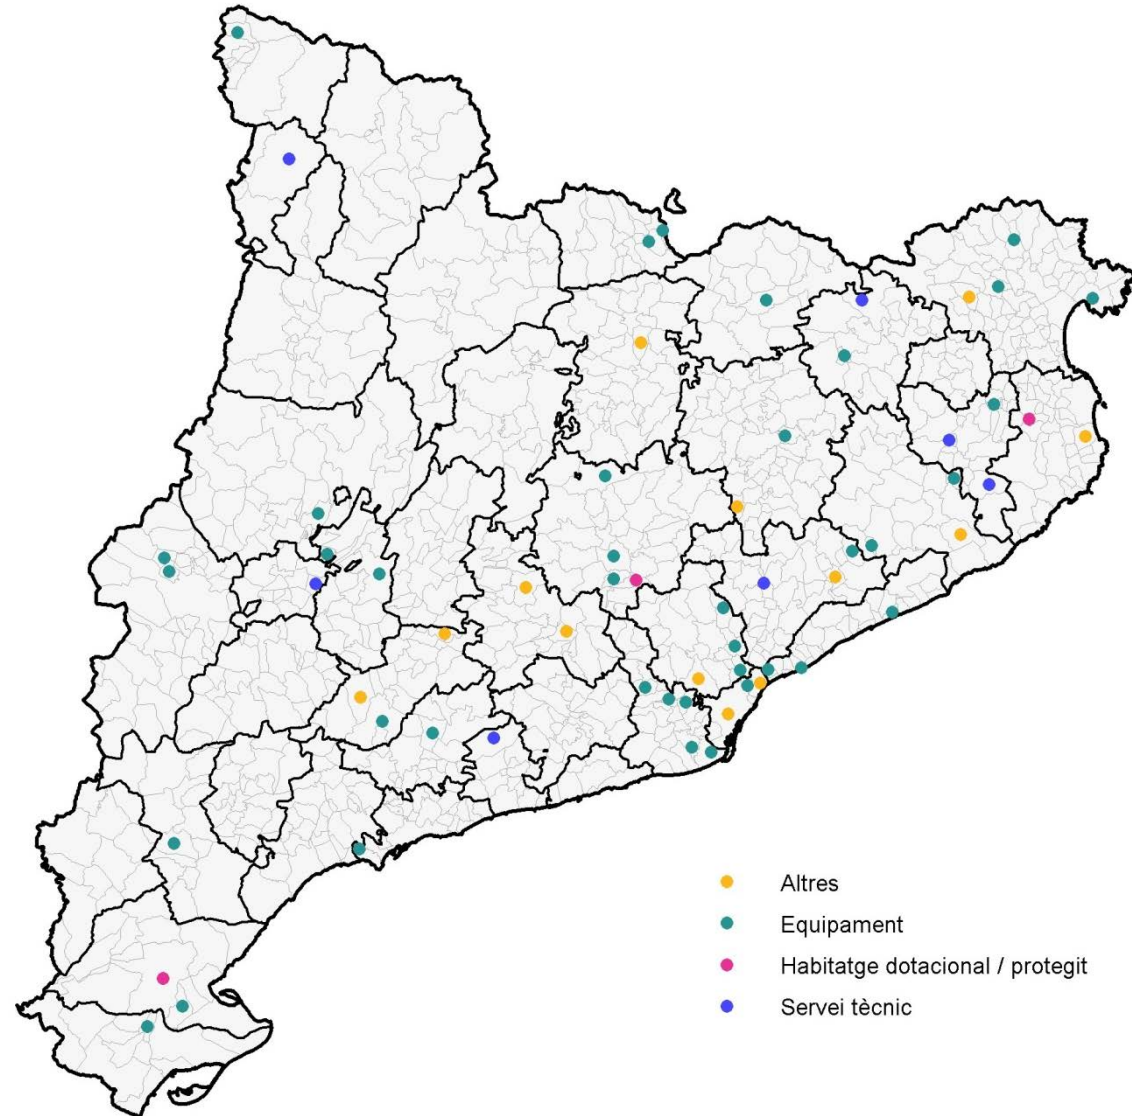 Altres
Equipament
Habitatge dotacional / protegit
Servei tècnic